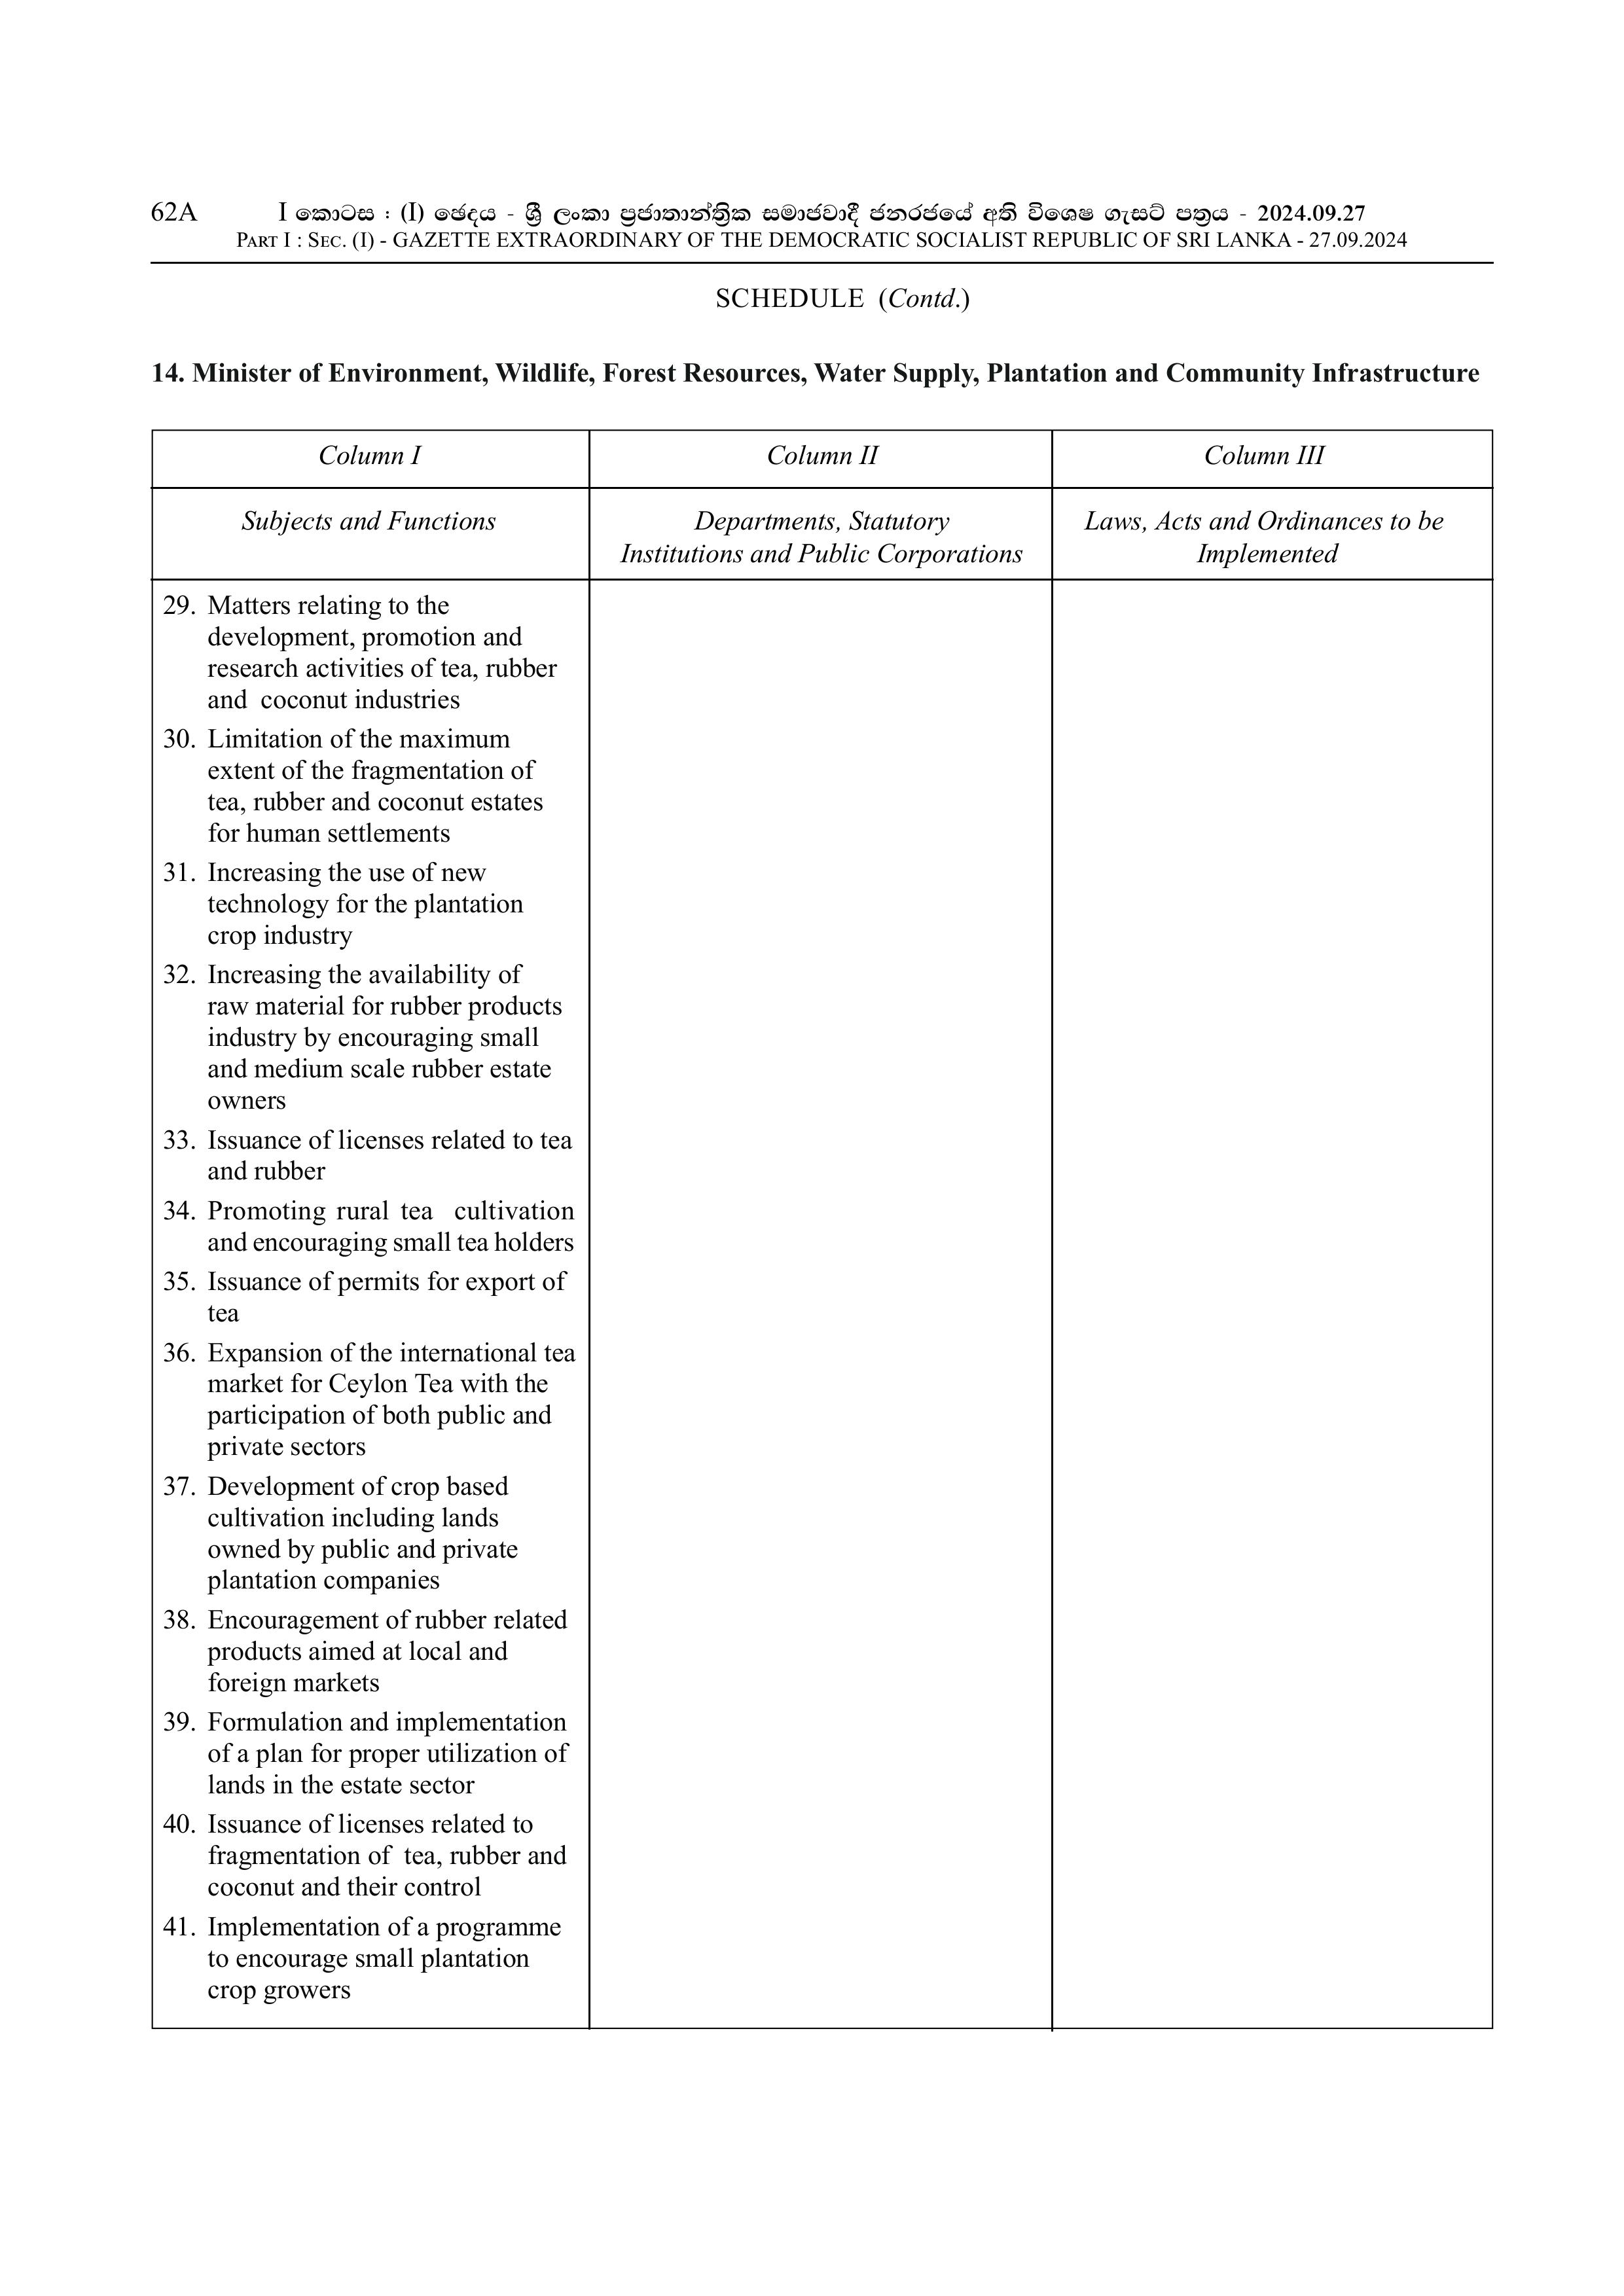 62A I කොටස : (I) ඡෙදය - ශ්‍රී ලංකා ප්‍රජාතාන්ත්‍රික සමාජවාදී ජනරජයේ අති විශෙෂ ගැසට් පත්‍රය - 2024.09.27
PART I : SEC. (I) - GAZETTE EXTRAORDINARY OF THE DEMOCRATIC SOCIALIST REPUBLIC OF SRI LANKA - 27.09.2024
SCHEDULE (Contd.)
14. Minister of Environment, Wildlife, Forest Resources, Water Supply, Plantation and Community Infrastructure
Column I Column II Column III
Subjects and Functions Departments, Statutory Laws, Acts and Ordinances to be
Institutions and Public Corporations Implemented
29. Matters relating to the
development, promotion and
research activities of tea, rubber
and coconut industries
30. Limitation of the maximum
extent of the fragmentation of
tea, rubber and coconut estates
for human settlements
31. Increasing the use of new
technology for the plantation
crop industry
32. Increasing the availability of
raw material for rubber products
industry by encouraging small
and medium scale rubber estate
owners
33. Issuance of licenses related to tea
and rubber
34. Promoting rural tea cultivation
and encouraging small tea holders
35. Issuance of permits for export of
tea
36. Expansion of the international tea
market for Ceylon Tea with the
participation of both public and
private sectors
37. Development of crop based
cultivation including lands
owned by public and private
plantation companies
38. Encouragement of rubber related
products aimed at local and
foreign markets
39. Formulation and implementation
of a plan for proper utilization of
lands in the estate sector
40. Issuance of licenses related to
fragmentation of tea, rubber and
coconut and their control
41. Implementation of a programme
to encourage small plantation
crop growers